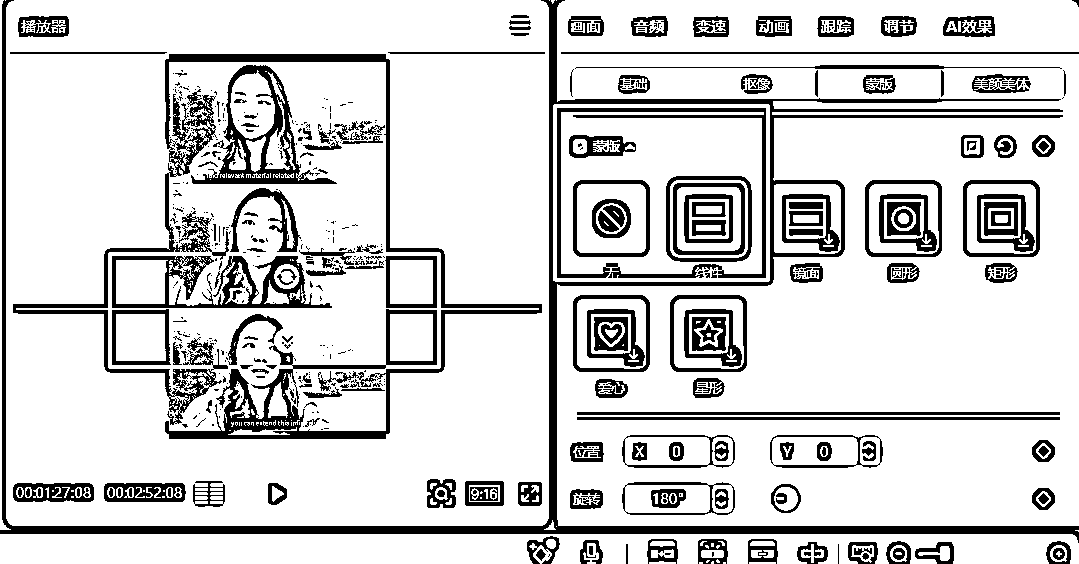 播放器
画面 音频 变速 动画 跟踪 调节 AI效果
基础 抠像 蒙版 美颜美体
蒙版
无 线性 镜面 圆形 矩形
爱心 星形
relevant material related to
you can extend this
位置 X 0 Y 0
旋转 180°
00:01:27:08 00:02:52:08 9:16